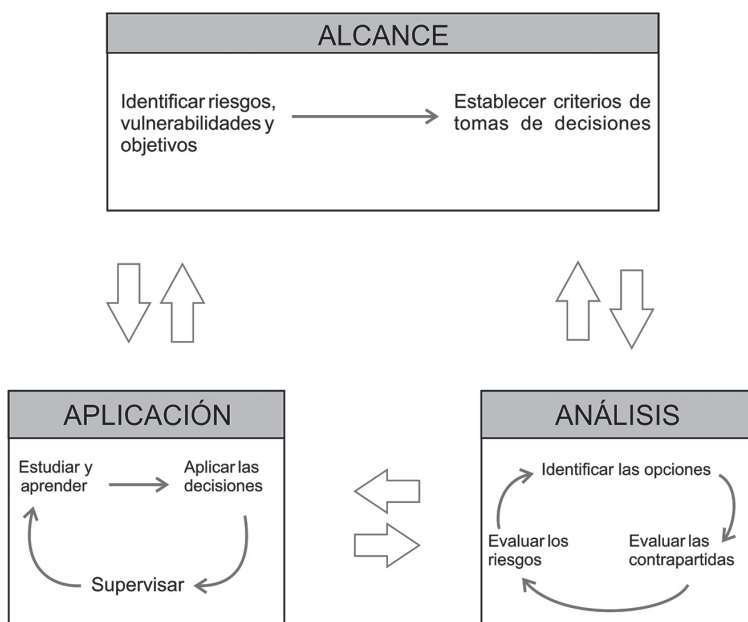 ALCANCE
Identificar riesgos,
vulnerabilidades y
objetivos
Establecer criterios de
tomas de decisiones
APLICACIÓN
Estudiar y
aprender
Aplicar las
decisiones
Supervisar
ANÁLISIS
Identificar las opciones
Evaluar los
riesgos
Evaluar las
contrapartidas